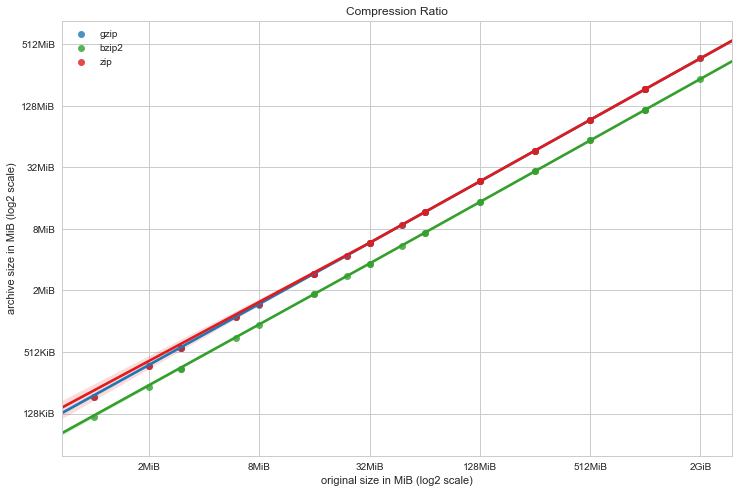 Compression Ratio
gzip
bzip2
zip
512MiB
128MiB
32MiB
8MiB
2MiB
512KiB
128KiB
archive size in MiB (log2 scale)
2MiB
8MiB
32MiB
128MiB
512MiB
2GiB
original size in MiB (log2 scale)